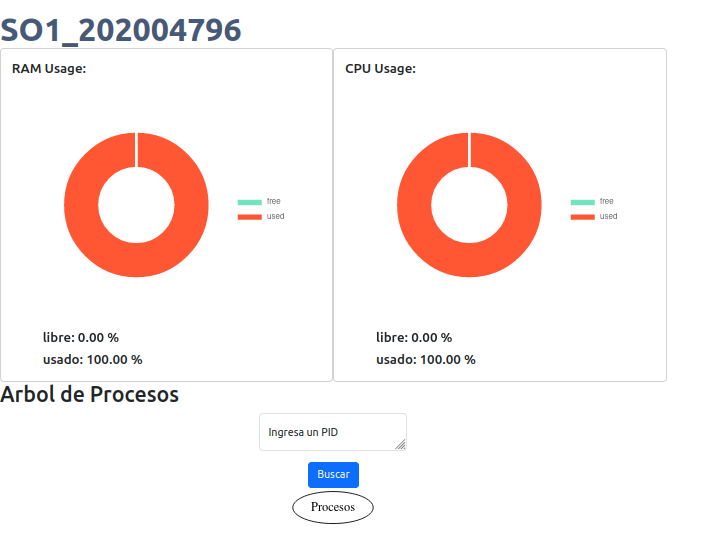 SO1_202004796
RAM Usage:
CPU Usage:
free
used
free
used
libre: 0.00 %
usado: 100.00 %
libre: 0.00 %
usado: 100.00 %
Arbol de Procesos
Ingresa un PID
Buscar
Procesos